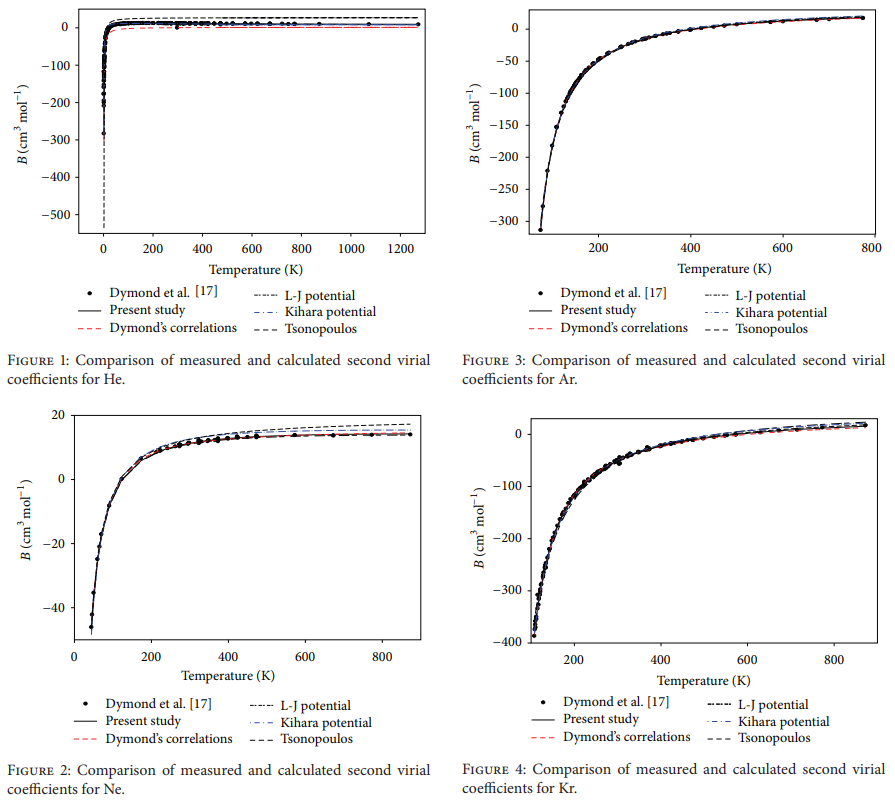 0
−100
−200
−300
−400
−500
B (cm³ mol⁻¹)
0 200 400 600 800 1000 1200
Temperature (K)
Dymond et al. [17]
Present study
Dymond's correlations
L-J potential
Kihara potential
Tsonopoulos
FIGURE 1: Comparison of measured and calculated second virial
coefficients for He.
20
0
−20
−40
B (cm³ mol⁻¹)
0 200 400 600 800
Temperature (K)
Dymond et al. [17]
Present study
Dymond's correlations
L-J potential
Kihara potential
Tsonopoulos
FIGURE 2: Comparison of measured and calculated second virial
coefficients for Ne.
0
−50
−100
−150
−200
−250
−300
B (cm³ mol⁻¹)
200 400 600 800
Temperature (K)
Dymond et al. [17]
Present study
Dymond's correlations
L-J potential
Kihara potential
Tsonopoulos
FIGURE 3: Comparison of measured and calculated second virial
coefficients for Ar.
0
−100
−200
−300
−400
B (cm³ mol⁻¹)
200 400 600 800
Temperature (K)
Dymond et al. [17]
Present study
Dymond's correlations
L-J potential
Kihara potential
Tsonopoulos
FIGURE 4: Comparison of measured and calculated second virial
coefficients for Kr.